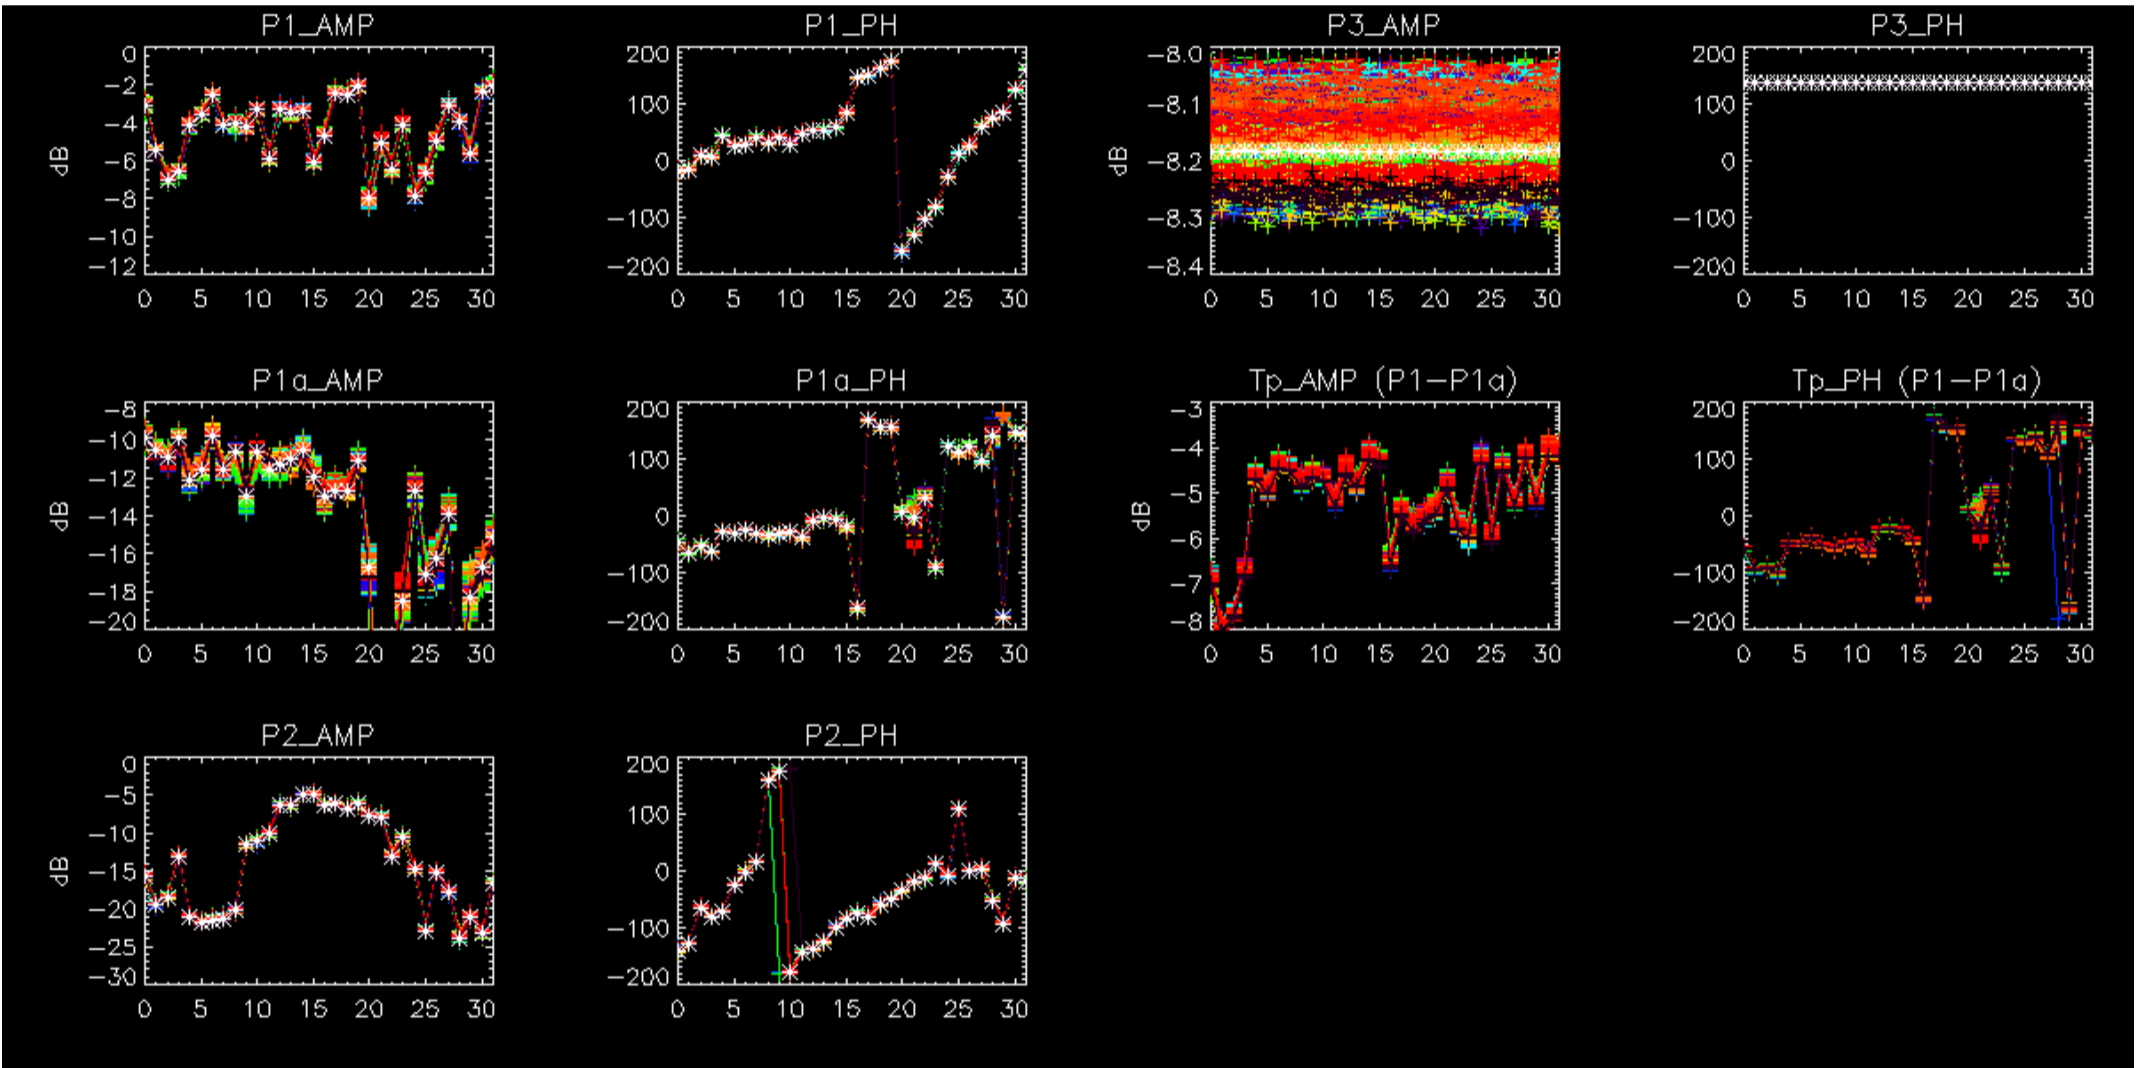 P1_AMP
P1_PH
P3_AMP
P3_PH
dB
0
−2
−4
−6
−8
−10
−12
0 5 10 15 20 25 30
200
100
0
−100
−200
0 5 10 15 20 25 30
dB
−8.0
−8.1
−8.2
−8.3
−8.4
0 5 10 15 20 25 30
200
100
0
−100
−200
0 5 10 15 20 25 30
P1a_AMP
P1a_PH
Tp_AMP (P1−P1a)
Tp_PH (P1−P1a)
dB
−8
−10
−12
−14
−16
−18
−20
0 5 10 15 20 25 30
200
100
0
−100
−200
0 5 10 15 20 25 30
dB
−3
−4
−5
−6
−7
−8
0 5 10 15 20 25 30
200
100
0
−100
−200
0 5 10 15 20 25 30
P2_AMP
P2_PH
dB
0
−5
−10
−15
−20
−25
−30
0 5 10 15 20 25 30
200
100
0
−100
−200
0 5 10 15 20 25 30